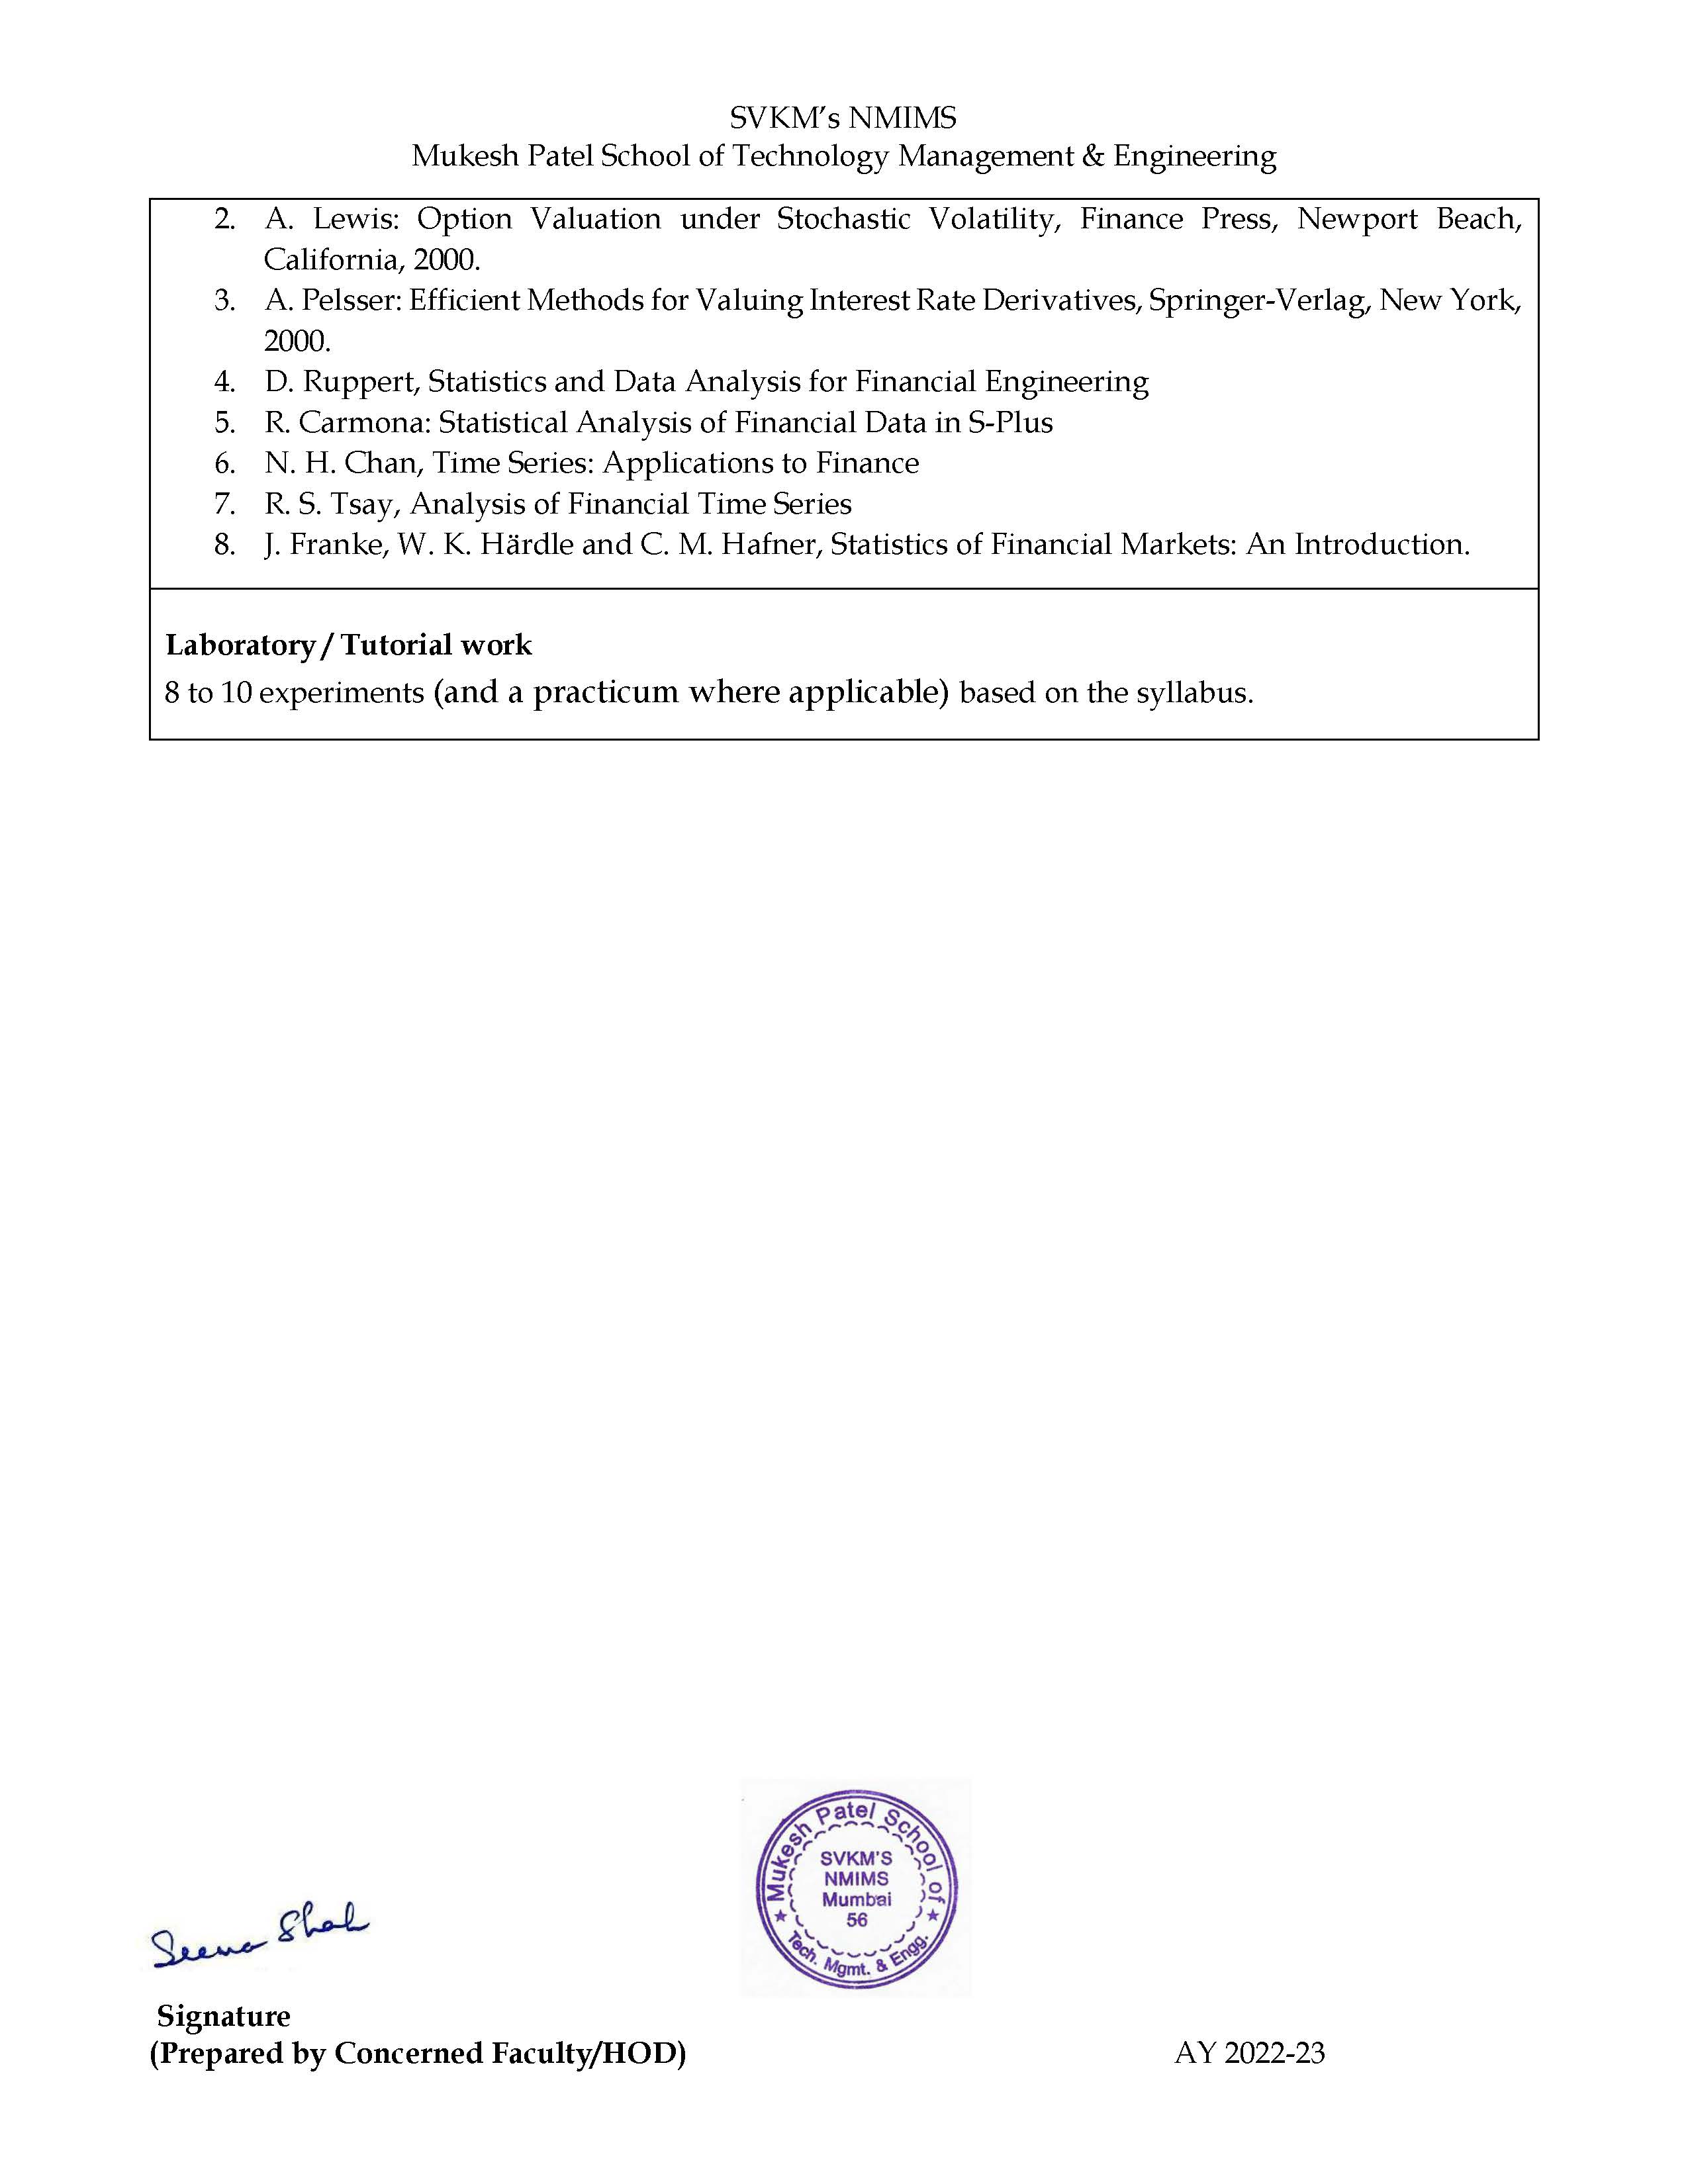 SVKM's NMIMS
Mukesh Patel School of Technology Management & Engineering
2. A. Lewis: Option Valuation under Stochastic Volatility, Finance Press, Newport Beach,
California, 2000.
3. A. Pelsser: Efficient Methods for Valuing Interest Rate Derivatives, Springer-Verlag, New York,
2000.
4. D. Ruppert, Statistics and Data Analysis for Financial Engineering
5. R. Carmona: Statistical Analysis of Financial Data in S-Plus
6. N. H. Chan, Time Series: Applications to Finance
7. R. S. Tsay, Analysis of Financial Time Series
8. J. Franke, W. K. Härdle and C. M. Hafner, Statistics of Financial Markets: An Introduction.
Laboratory / Tutorial work
8 to 10 experiments (and a practicum where applicable) based on the syllabus.
Mukesh Patel School of
SVKM'S
NMIMS
Mumbai
56
Tech. Mgmt. & Engg.
Seema Shah
Signature
(Prepared by Concerned Faculty/HOD)
AY 2022-23